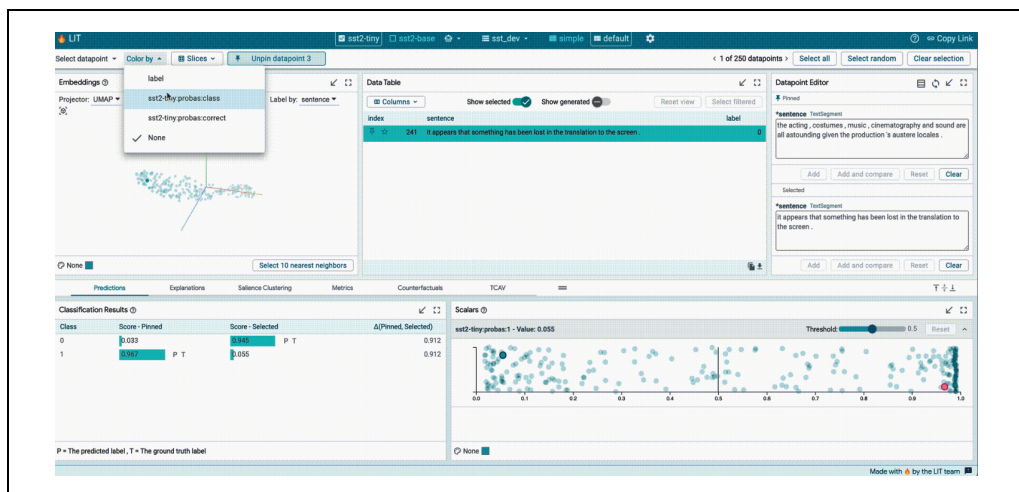 LIT
sst2-tiny sst2-base sst_dev simple default Copy Link
Select datapoint Color by Slices Unpin datapoint 3 1 of 250 datapoints Select all Select random Clear selection
label
sst2-tiny:probas:class
sst2-tiny:probas:correct
None
Embeddings
Projector: UMAP Label by: sentence
None Select 10 nearest neighbors
Data Table
Columns Show selected Show generated Reset view Select filtered
index sentence label
241 it appears that something has been lost in the translation to the screen . 0
Datapoint Editor
Pinned
*sentence TextSegment
the acting , costumes , music , cinematography and sound are
all astounding given the production 's austere locales .
Add Add and compare Reset Clear
Selected
*sentence TextSegment
it appears that something has been lost in the translation to
the screen .
Add Add and compare Reset Clear
Predictions Explanations Salience Clustering Metrics Counterfactuals TCAV
Classification Results
Class Score - Pinned Score - Selected Δ(Pinned, Selected)
0 0.033 0.945 P T 0.912
1 0.967 P T 0.055 0.912
P = The predicted label , T = The ground truth label
Scalars
sst2-tiny:probas:1 - Value: 0.055 Threshold: 0.5 Reset
0.0 0.1 0.2 0.3 0.4 0.5 0.6 0.7 0.8 0.9 1.0
None
Made with by the LIT team